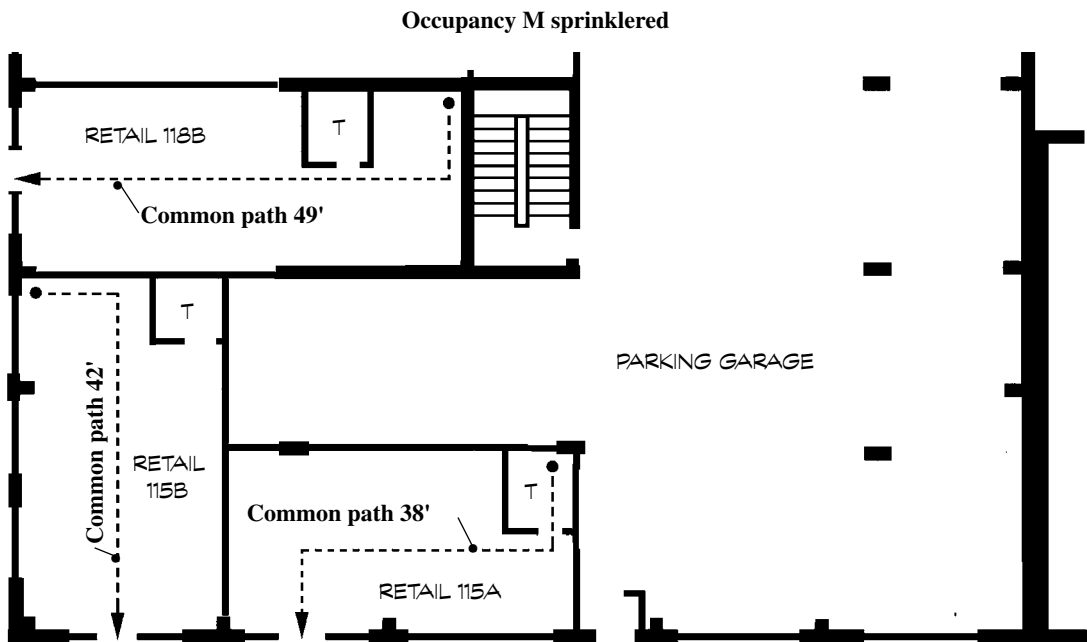 Occupancy M sprinklered
RETAIL 118B
T
Common path 49'
T
PARKING GARAGE
Common path 42'
RETAIL
115B
T
Common path 38'
RETAIL 115A